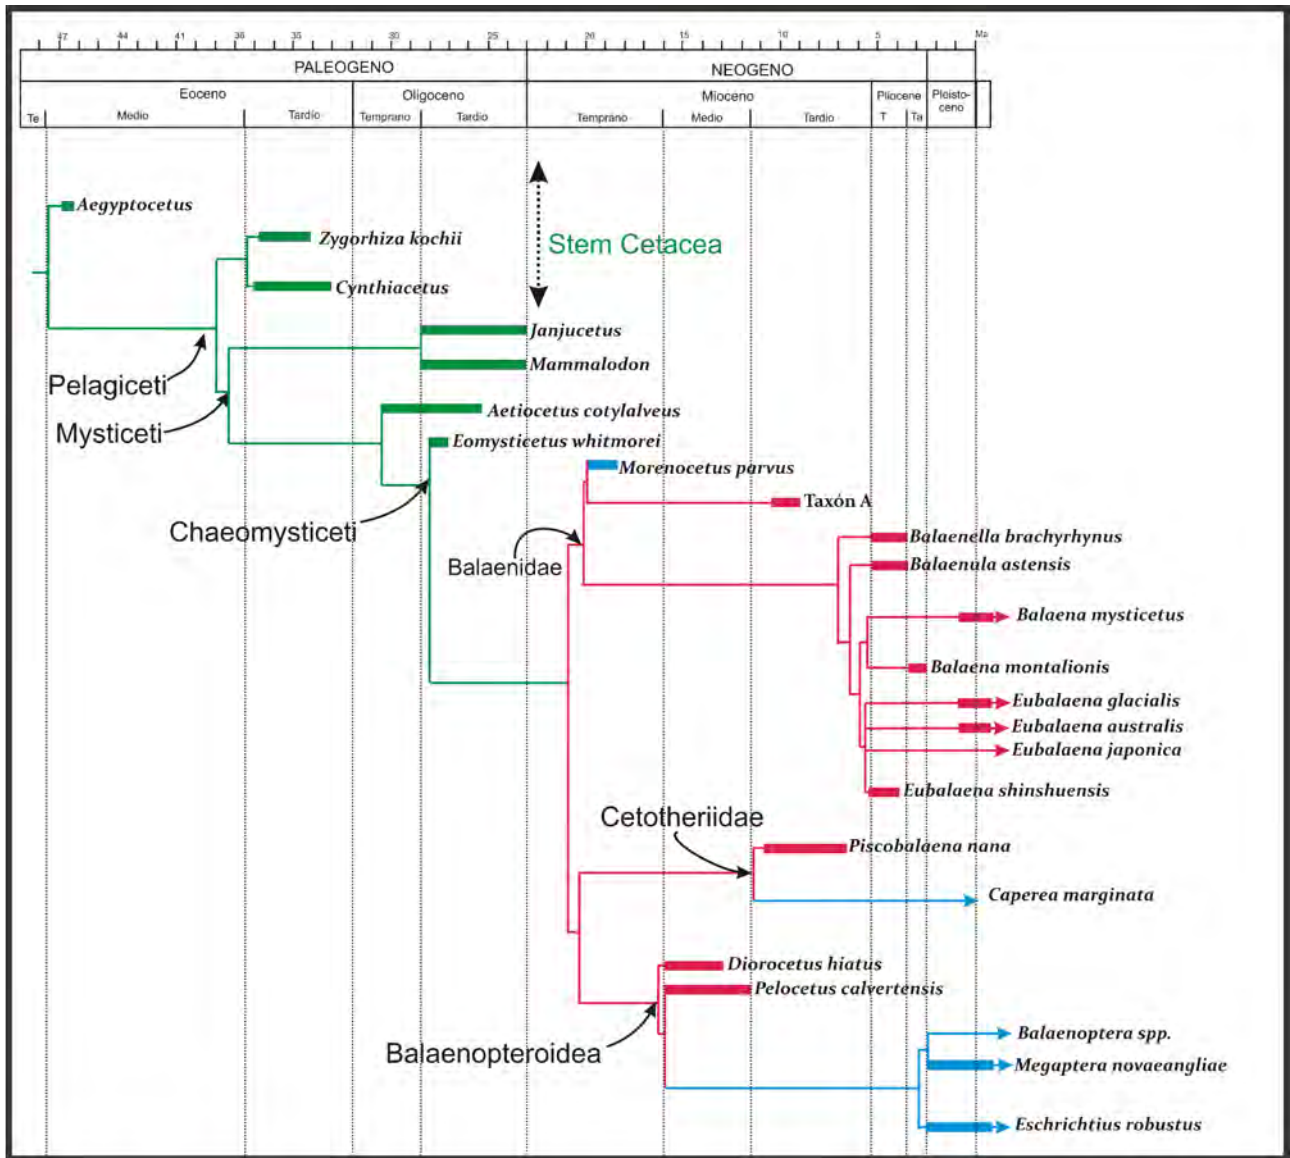 47 44 41 38 35 30 25 20 15 10 5 Ma
PALEOGENO NEOGENO
Eoceno Oligoceno Mioceno Pliocene Pleisto-
ceno
Te Medio Tardío Temprano Tardio Temprano Medio Tardio T Ta
Aegyptocetus
Zygorhiza kochii
Stem Cetacea
Cynthiacetus
Janjucetus
Mammalodon
Pelagiceti
Mysticeti
Aetiocetus cotylalveus
Eomysticetus whitmorei
Morenocetus parvus
Taxón A
Chaeomysticeti
Balaenella brachyrhynus
Balaenidae
Balaenula astensis
Balaena mysticetus
Balaena montalionis
Eubalaena glacialis
Eubalaena australis
Eubalaena japonica
Eubalaena shinshuensis
Cetotheriidae
Piscobalaena nana
Caperea marginata
Diorocetus hiatus
Pelocetus calvertensis
Balaenopteroidea
Balaenoptera spp.
Megaptera novaeangliae
Eschrichtius robustus